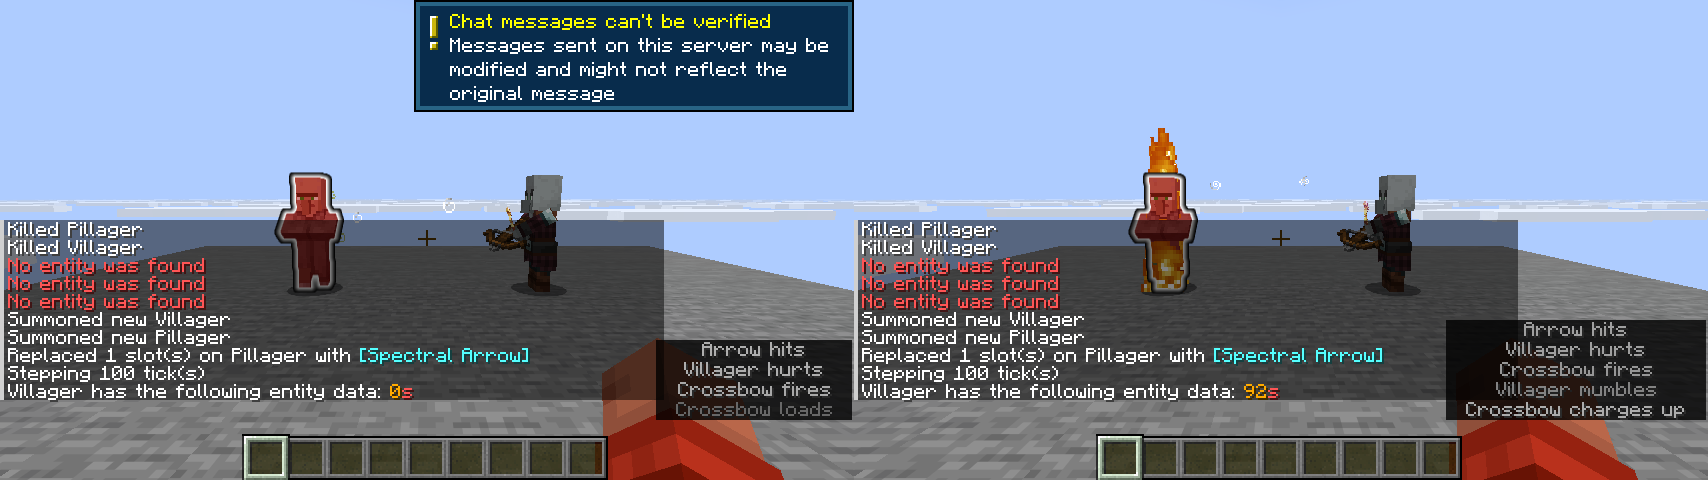 Chat messages can't be verified
Messages sent on this server may be
modified and might not reflect the
original message
Killed Pillager
Killed Villager
No entity was found
No entity was found
No entity was found
Summoned new Villager
Summoned new Pillager
Replaced 1 slot(s) on Pillager with [Spectral Arrow]
Stepping 100 tick(s)
Villager has the following entity data: 0s
Arrow hits
Villager hurts
Crossbow fires
Crossbow loads
Killed Pillager
Killed Villager
No entity was found
No entity was found
No entity was found
Summoned new Villager
Summoned new Pillager
Replaced 1 slot(s) on Pillager with [Spectral Arrow]
Stepping 100 tick(s)
Villager has the following entity data: 92s
Arrow hits
Villager hurts
Crossbow fires
Villager mumbles
Crossbow charges up